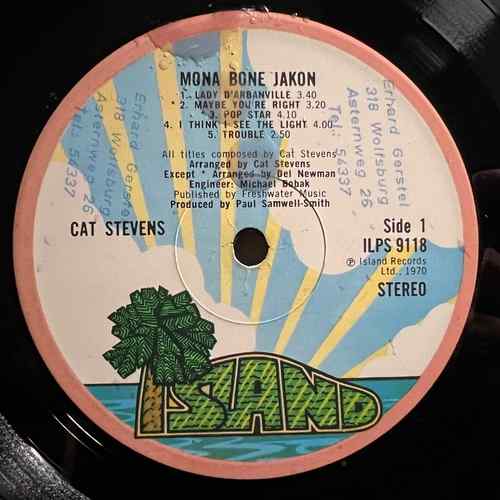 MONA BONE JAKON
1. LADY D'ARBANVILLE 3.40
* 2. MAYBE YOU'RE RIGHT 3.20
* 3. POP STAR 4.10
4. I THINK I SEE THE LIGHT 4.00
5. TROUBLE 2.50
All titles composed by Cat Stevens
Arranged by Cat Stevens
Except * Arranged by Del Newman
Engineer: Michael Bobak
Published by Freshwater Music
Produced by Paul Samwell-Smith
CAT STEVENS
Side 1
ILPS 9118
℗ Island Records
Ltd., 1970
STEREO
Erhard Gerstel
318 Wolfsburg
Asternweg 26
Tel.: 56337
Erhard Gerstel
318 Wolfsburg
Asternweg 26
Tel.: 56337
ISLAND